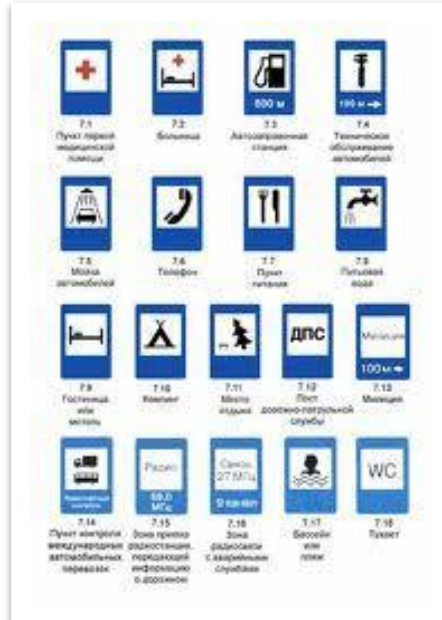 800 м
100 м
7.1
7.2
7.3
7.4
Пункт первой
медицинской
помощи
Больница
Автозаправочная
станция
Техническое
обслуживание
автомобилей
7.5
7.6
7.7
7.8
Мойка
автомобилей
Телефон
Пункт
питания
Питьевая
вода
ДПС
Милиция
100 м
7.9
7.10
7.11
7.12
7.13
Гостиница
или
мотель
Кемпинг
Место
отдыха
Пост
дорожно-патрульной
службы
Милиция
Радио
МГц
Связь
27 МГц
9 канал
WC
7.14
7.15
7.16
7.17
7.18
Пункт контроля
международных
автомобильных
перевозок
Зона приема
радиостанции,
передающей
информацию
о дорожном
Зона
радиосвязи
с аварийными
службами
Бассейн
или
пляж
Туалет